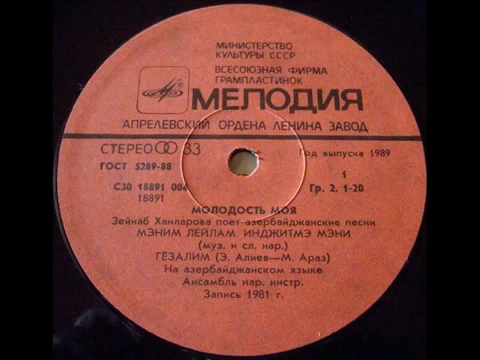 МИНИСТЕРСТВО
КУЛЬТУРЫ СССР
ВСЕСОЮЗНАЯ ФИРМА
ГРАМПЛАСТИНОК
МЕЛОДИЯ
АПРЕЛЕВСКИЙ ОРДЕНА ЛЕНИНА ЗАВОД
СТЕРЕО 33
Год выпуска 1989
ГОСТ 5289-88
1
С30 18891 004
Гр. 2. 1-20
18891
МОЛОДОСТЬ МОЯ
Зейнаб Ханларова поет азербайджанские песни
МЭНИМ ЛЕЙЛАМ. ИНДЖИТМЭ МЭНИ
(муз. и сл. нар.)
ГЁЗАЛИМ (Э. Алиев—М. Араз)
На азербайджанском языке
Ансамбль нар. инстр.
Запись 1981 г.